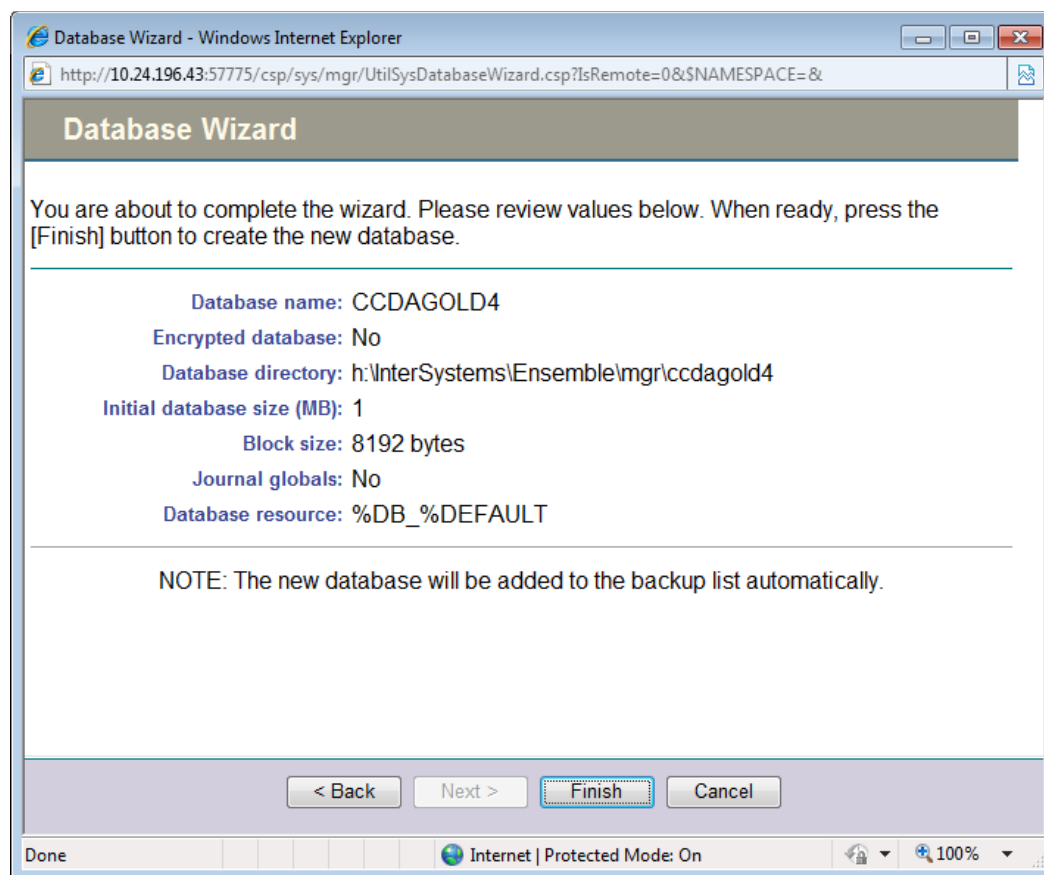 Database Wizard - Windows Internet Explorer
http://10.24.196.43:57775/csp/sys/mgr/UtilSysDatabaseWizard.csp?IsRemote=0&$NAMESPACE=&
Database Wizard
You are about to complete the wizard. Please review values below. When ready, press the
[Finish] button to create the new database.
Database name: CCDAGOLD4
Encrypted database: No
Database directory: h:\InterSystems\Ensemble\mgr\ccdagold4
Initial database size (MB): 1
Block size: 8192 bytes
Journal globals: No
Database resource: %DB_%DEFAULT
NOTE: The new database will be added to the backup list automatically.
< Back Next > Finish Cancel
Done Internet | Protected Mode: On 100%